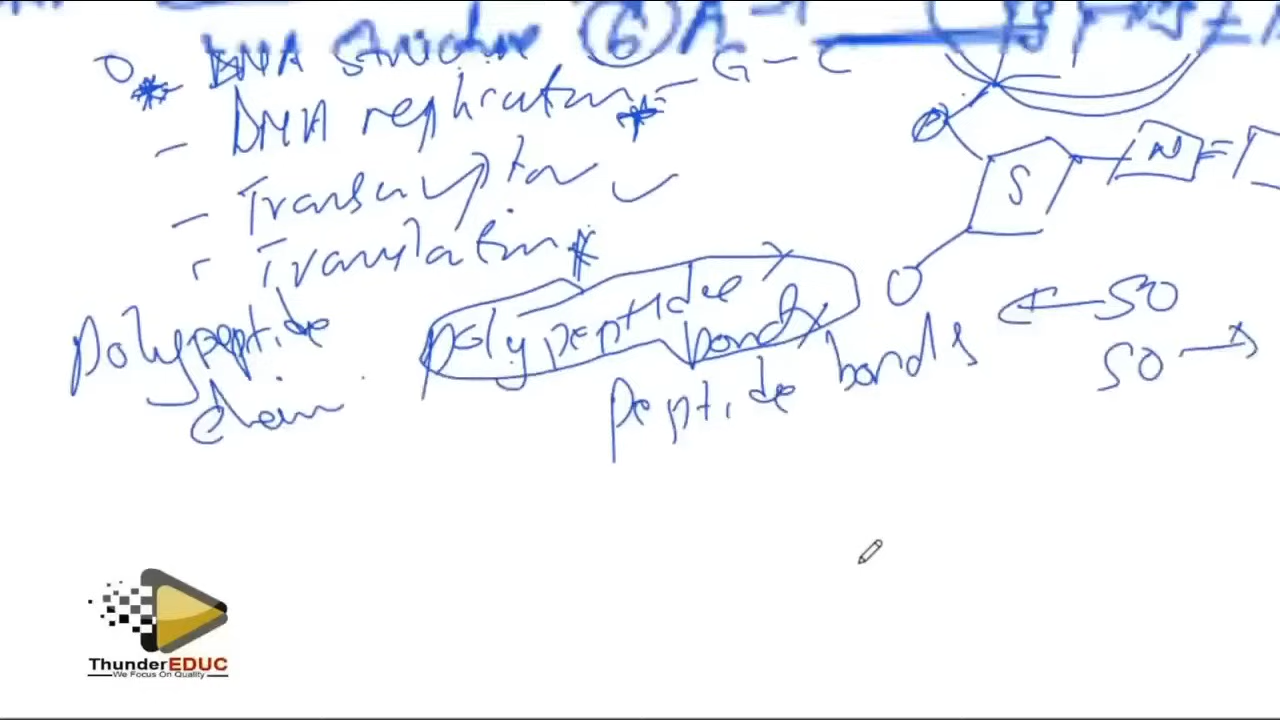 * DNA structure 6 A
G - C
- DNA replication *
- Transcription ✓
- Translation *
S
N =
polypeptide chain
polypeptide bonds
peptide bonds
50
50
ThunderEDUC
We Focus On Quality